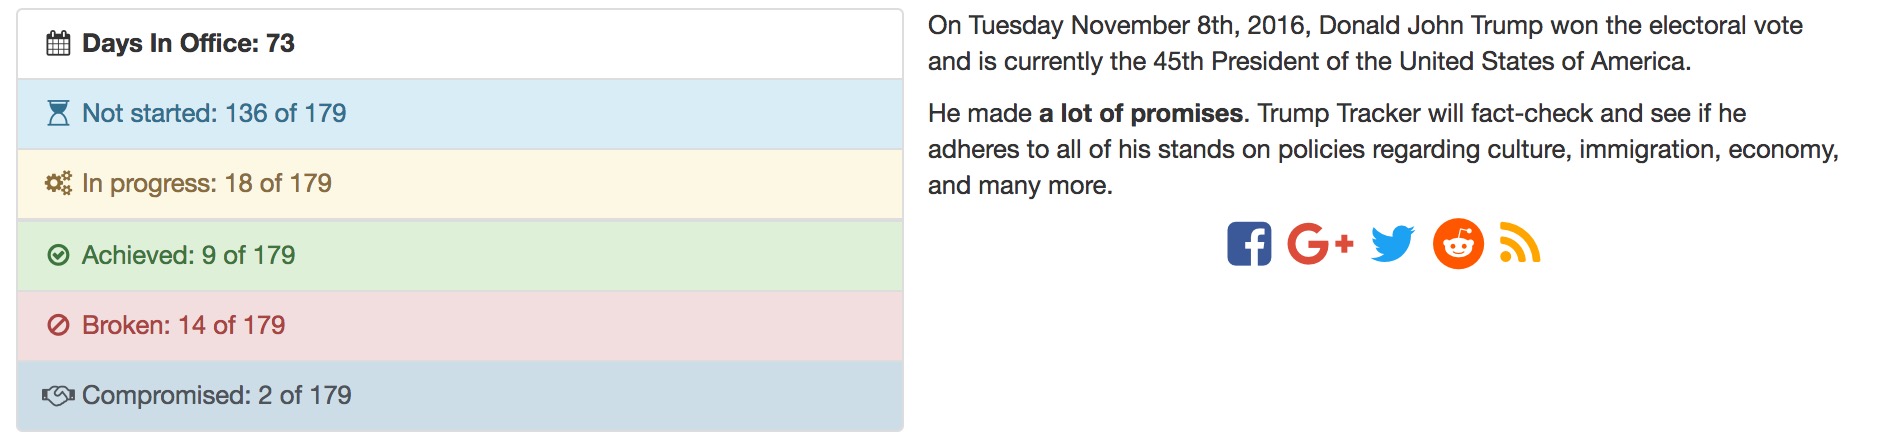 Days In Office: 73
Not started: 136 of 179
In progress: 18 of 179
Achieved: 9 of 179
Broken: 14 of 179
Compromised: 2 of 179
On Tuesday November 8th, 2016, Donald John Trump won the electoral vote
and is currently the 45th President of the United States of America.
He made a lot of promises. Trump Tracker will fact-check and see if he
adheres to all of his stands on policies regarding culture, immigration, economy,
and many more.